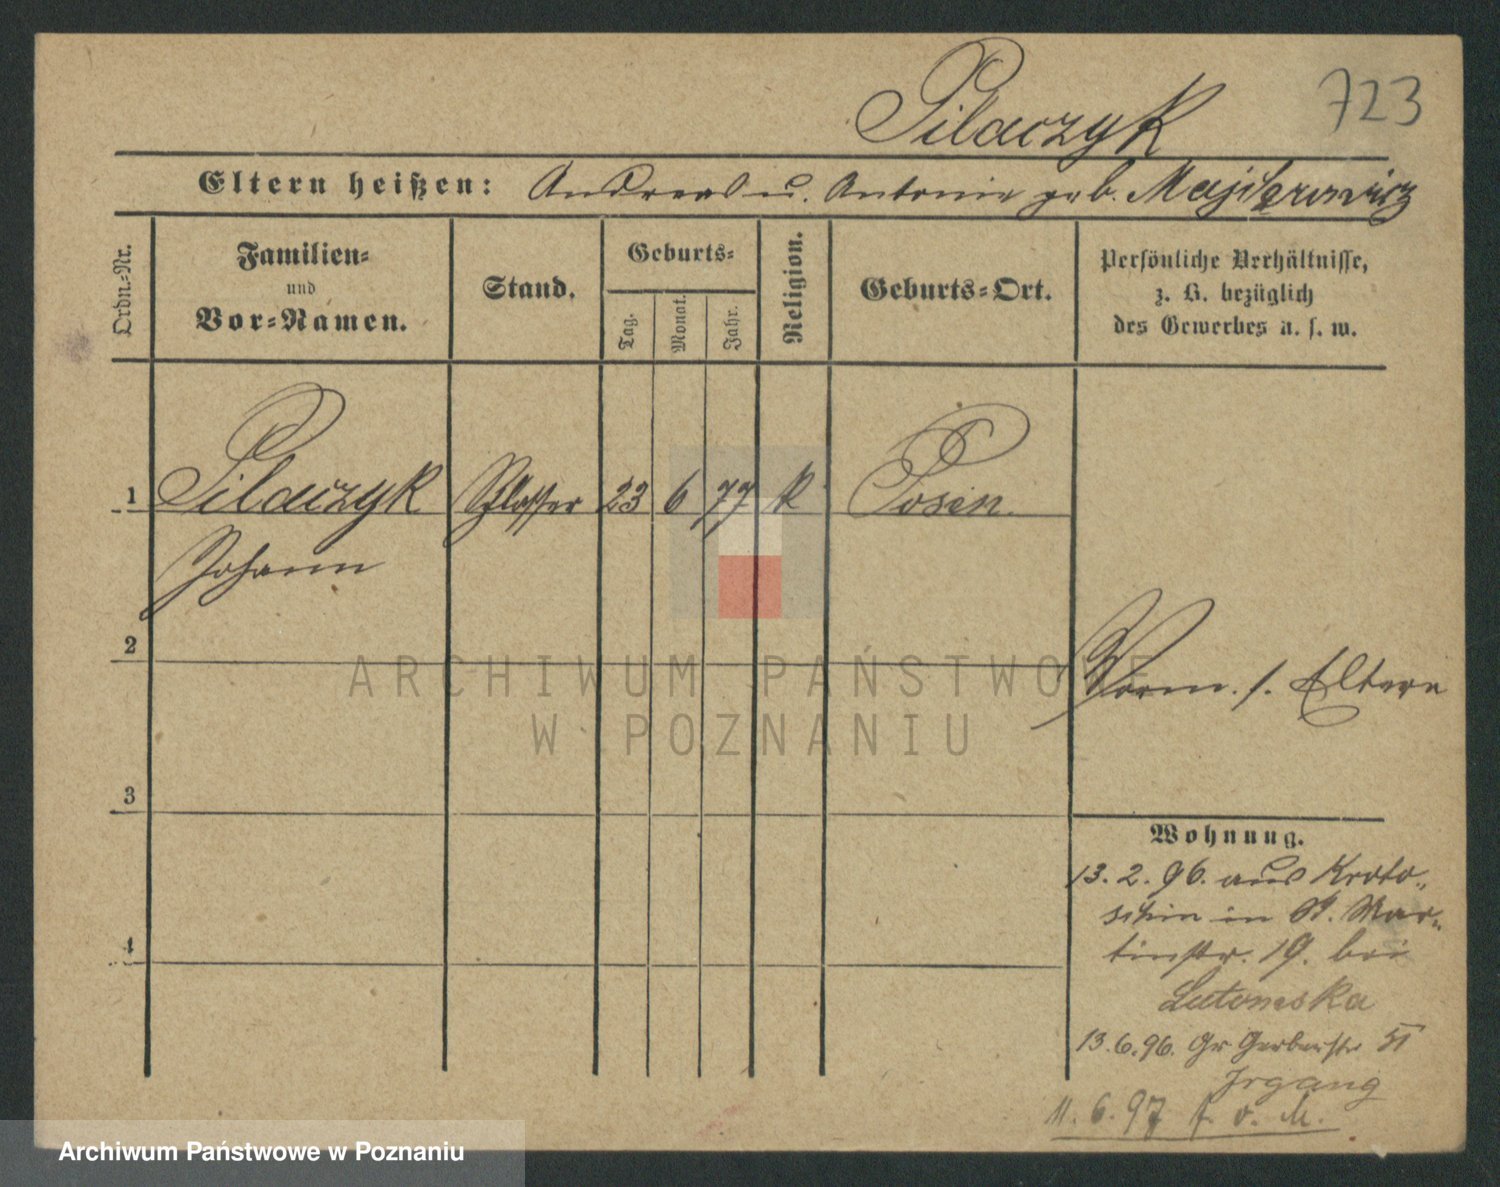 723
Pilaczyk
Eltern heißen: Andreas u. Antonie geb.
Ordn.-Nr.
Familien-
und
Vor-Namen.
Stand.
Geburts-
Tag.
Monat.
Jahr.
Religion.
Geburts-Ort.
Persönliche Verhältnisse,
z. B. bezüglich
des Gewerbes u. s. w.
1 Pilaczyk Schlosser 23 6 77 k Posen.
Johann
2
Vorm. s. Eltern
ARCHIWUM PAŃSTWOWE
W POZNANIU
3
Wohnung.
13. 2. 96. aus Kroto-
schin in St. Mar-
tinstr. 19. bei
Lutomska
4
13.6.96. Gr Gerberstr 51
Irgang
11. 6. 97
Archiwum Państwowe w Poznaniu